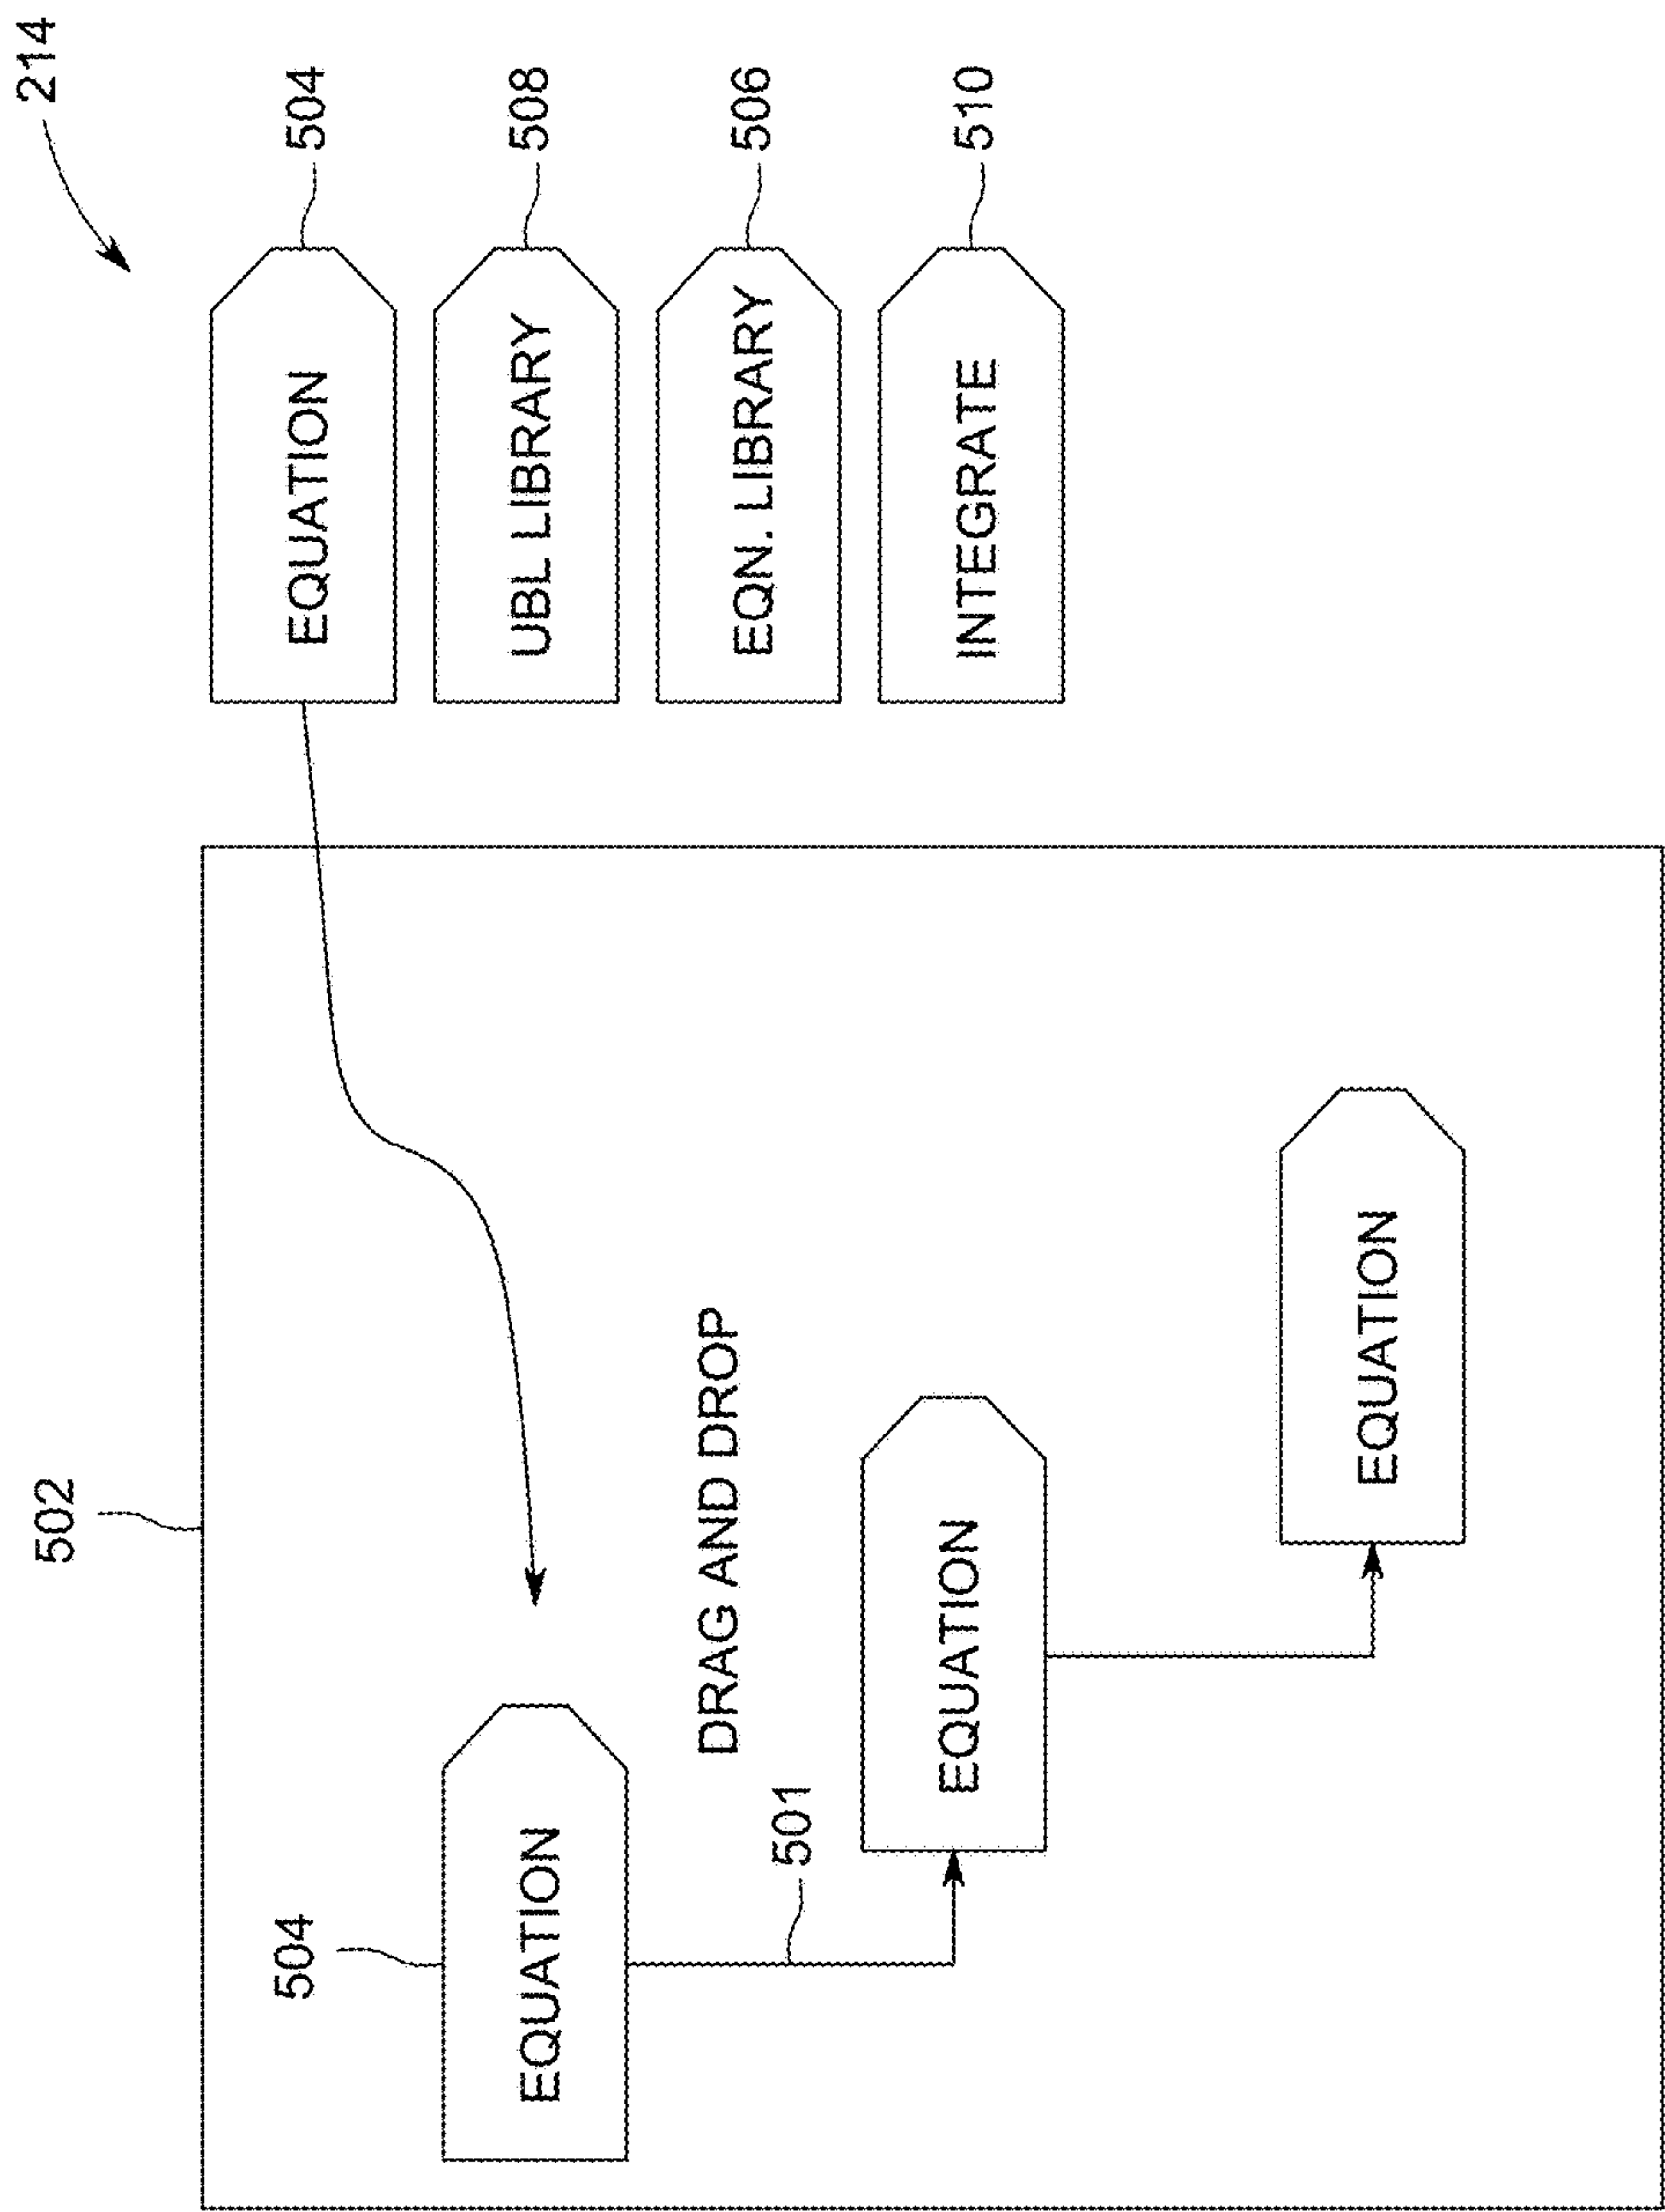 214
502
504
EQUATION
504
EQUATION
UBL LIBRARY
508
DRAG AND DROP
EQN. LIBRARY
506
501
EQUATION
INTEGRATE
510
EQUATION